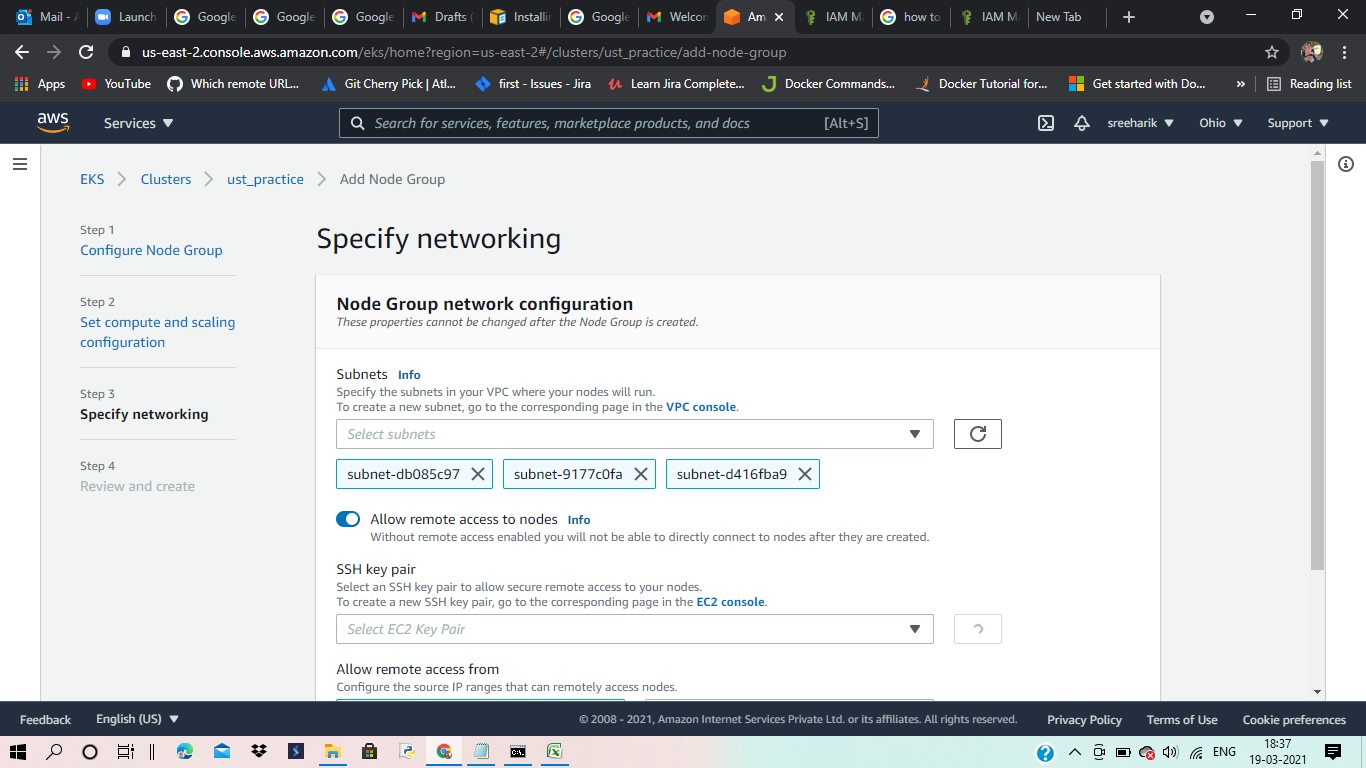 Mail -
Launch
Google
Google
Google
Drafts (
Installin
Google
Welcon
Am
IAM Ma
how to
IAM Ma
New Tab
us-east-2.console.aws.amazon.com/eks/home?region=us-east-2#/clusters/ust_practice/add-node-group
Apps
YouTube
Which remote URL...
Git Cherry Pick | Atl...
first - Issues - Jira
Learn Jira Complete...
Docker Commands...
Docker Tutorial for...
Get started with Do...
»
Reading list
aws
Services
Search for services, features, marketplace products, and docs
[Alt+S]
sreeharik
Ohio
Support
EKS
Clusters
ust_practice
Add Node Group
Step 1
Configure Node Group
Step 2
Set compute and scaling
configuration
Step 3
Specify networking
Step 4
Review and create
Specify networking
Node Group network configuration
These properties cannot be changed after the Node Group is created.
Subnets Info
Specify the subnets in your VPC where your nodes will run.
To create a new subnet, go to the corresponding page in the VPC console.
Select subnets
subnet-db085c97
subnet-9177c0fa
subnet-d416fba9
Allow remote access to nodes Info
Without remote access enabled you will not be able to directly connect to nodes after they are created.
SSH key pair
Select an SSH key pair to allow secure remote access to your nodes.
To create a new SSH key pair, go to the corresponding page in the EC2 console.
Select EC2 Key Pair
Allow remote access from
Configure the source IP ranges that can remotely access nodes.
Feedback
English (US)
© 2008 - 2021, Amazon Internet Services Private Ltd. or its affiliates. All rights reserved.
Privacy Policy
Terms of Use
Cookie preferences
ENG
18:37
19-03-2021